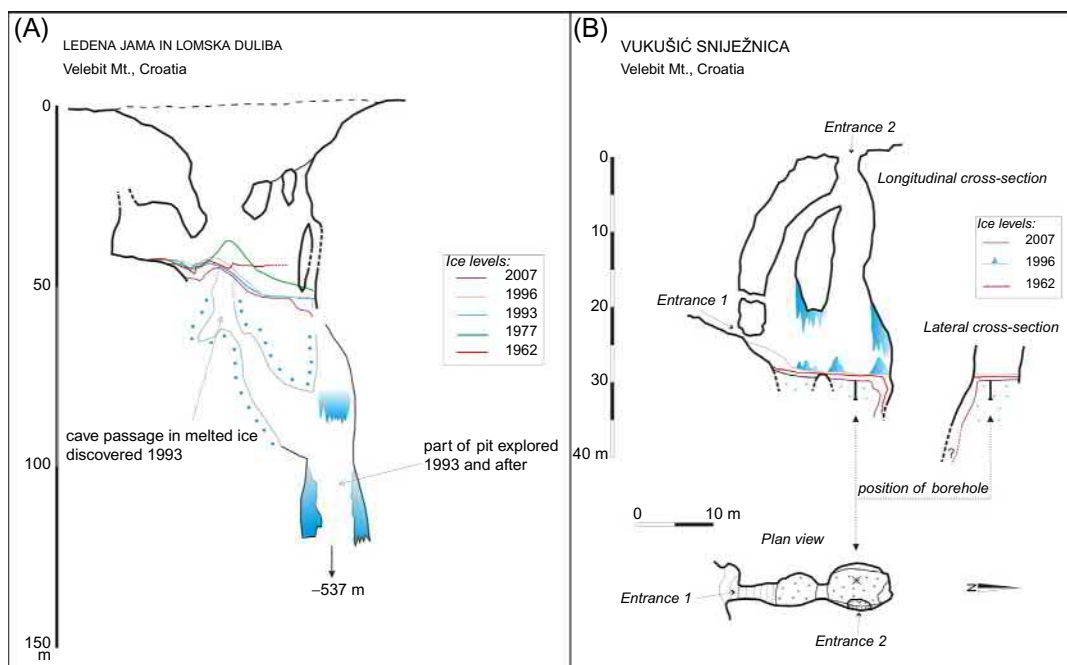 (A)
LEDENA JAMA IN LOMSKA DULIBA
Velebit Mt., Croatia
0
50
100
150
m
Ice levels:
2007
1996
1993
1977
1962
cave passage in melted ice
discovered 1993
part of pit explored
1993 and after
–537 m
(B)
VUKUŠIĆ SNIJEŽNICA
Velebit Mt., Croatia
Entrance 2
0
10
20
30
40 m
Longitudinal cross-section
Ice levels:
2007
1996
1962
Entrance 1
Lateral cross-section
?
position of borehole
0 10 m
Plan view
Entrance 1
N
Entrance 2